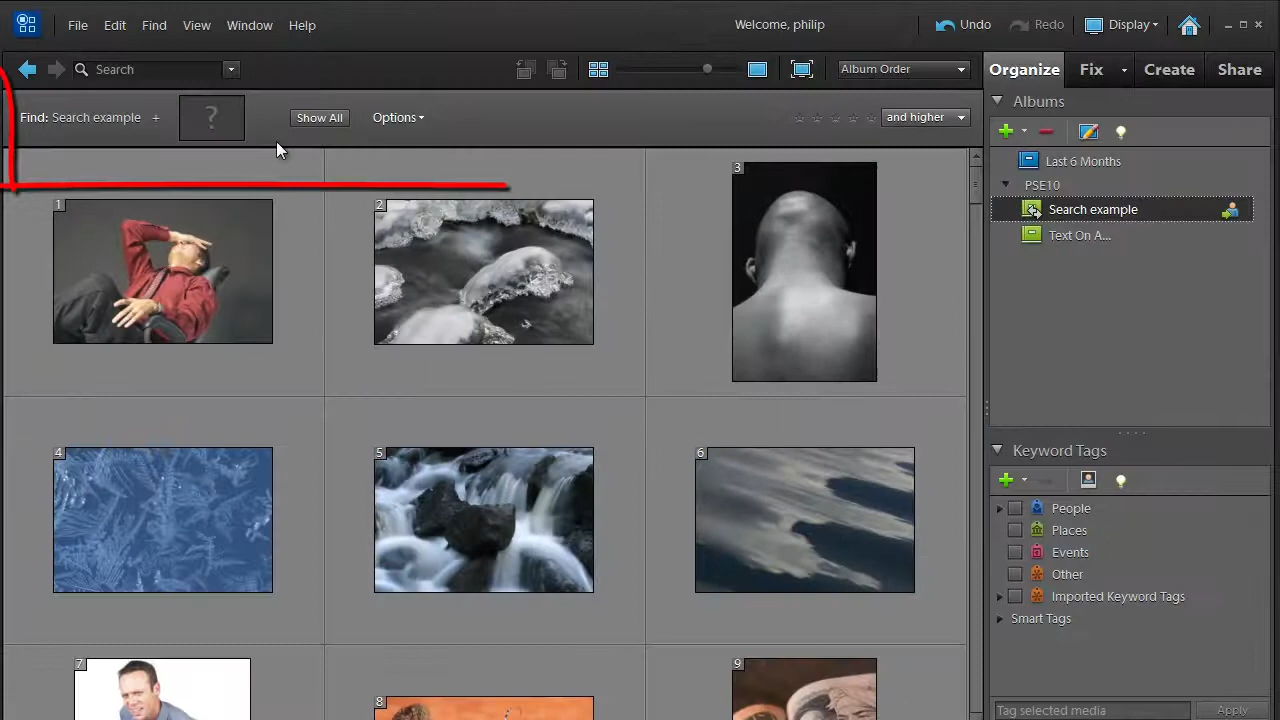 File Edit Find View Window Help Welcome, philip Undo Redo Display
Search Album Order Organize Fix Create Share
Find: Search example + ? Show All Options and higher
Albums
Last 6 Months
PSE10
Search example
Text On A...
1
2
3
4
5
6
7
8
9
Keyword Tags
People
Places
Events
Other
Imported Keyword Tags
Smart Tags
Tag selected media Apply